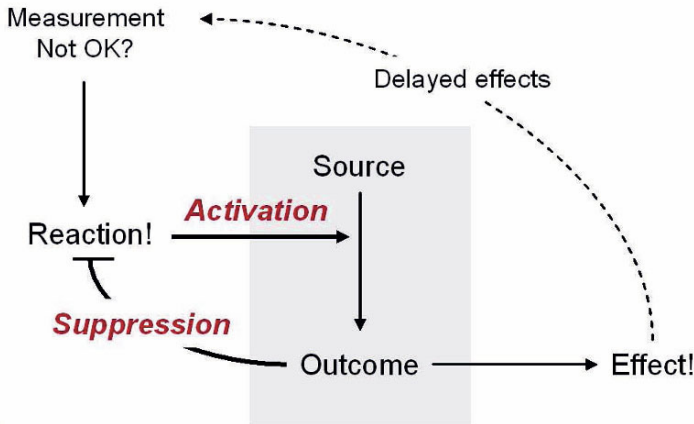 Measurement
Not OK?
Delayed effects
Source
Activation
Reaction!
Suppression
Outcome
Effect!